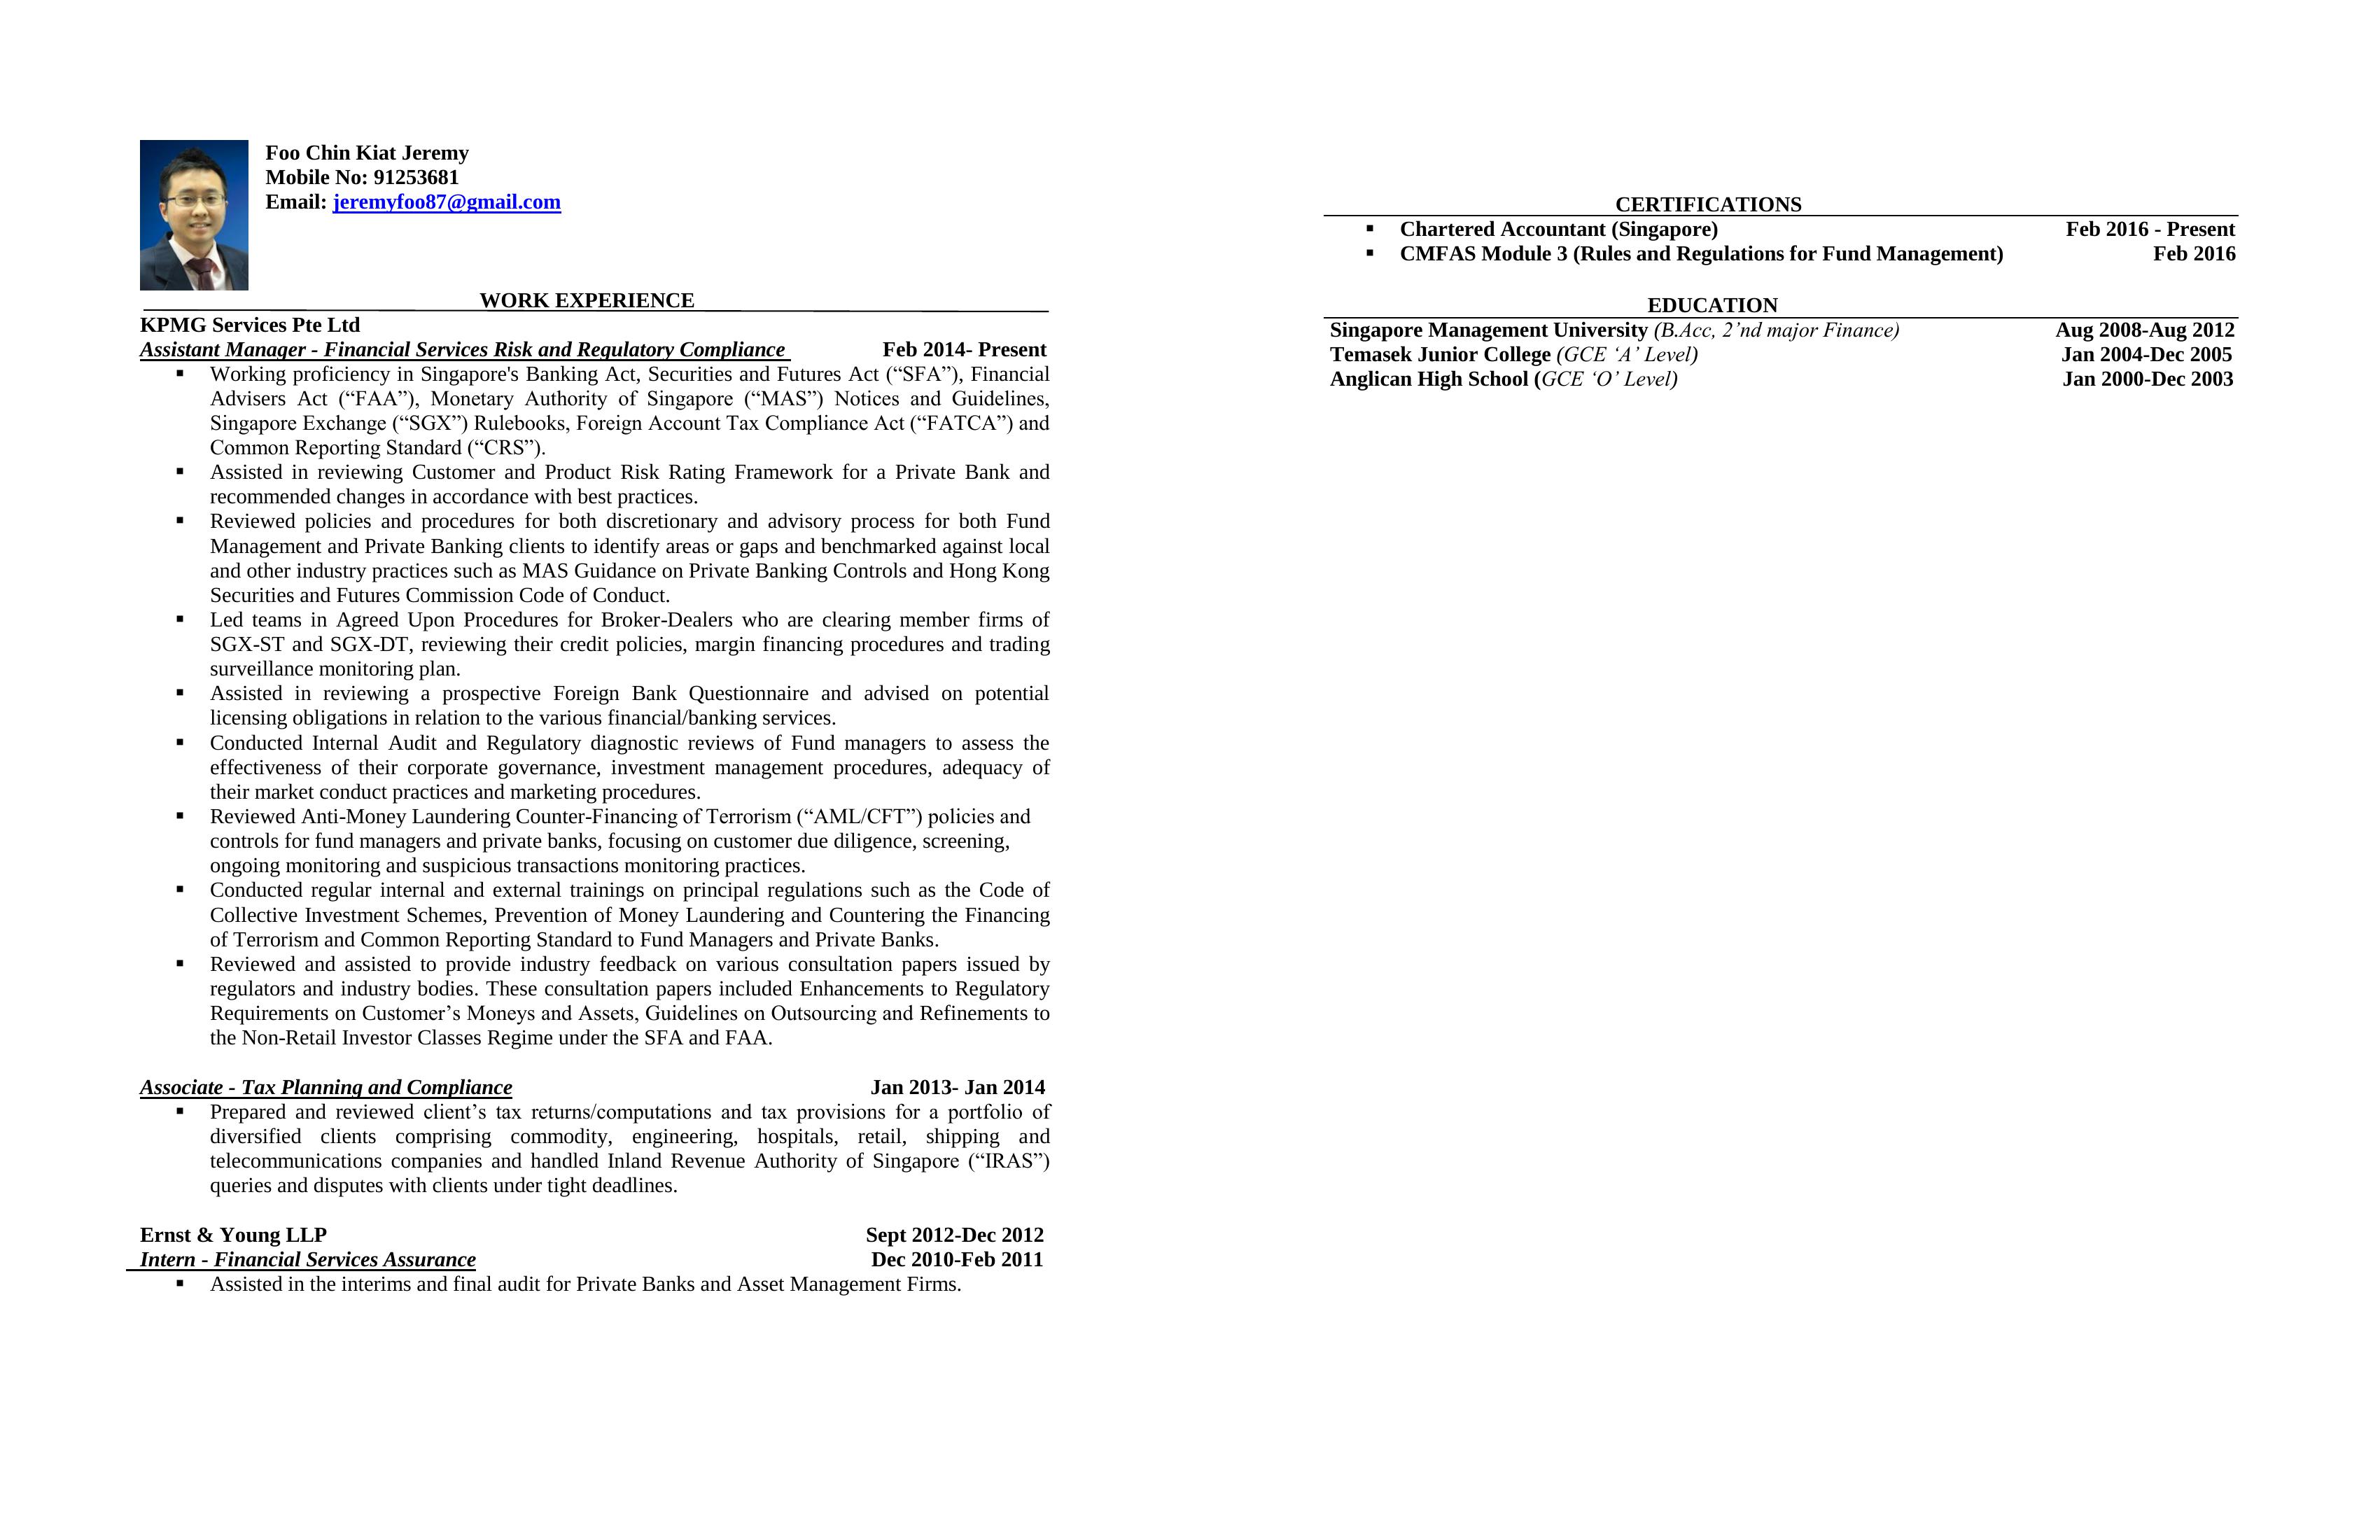 Foo Chin Kiat Jeremy
Mobile No: 91253681
Email: jeremyfoo87@gmail.com
WORK EXPERIENCE
KPMG Services Pte Ltd
Assistant Manager - Financial Services Risk and Regulatory Compliance Feb 2014- Present
▪ Working proficiency in Singapore's Banking Act, Securities and Futures Act (“SFA”), Financial
Advisers Act (“FAA”), Monetary Authority of Singapore (“MAS”) Notices and Guidelines,
Singapore Exchange (“SGX”) Rulebooks, Foreign Account Tax Compliance Act (“FATCA”) and
Common Reporting Standard (“CRS”).
▪ Assisted in reviewing Customer and Product Risk Rating Framework for a Private Bank and
recommended changes in accordance with best practices.
▪ Reviewed policies and procedures for both discretionary and advisory process for both Fund
Management and Private Banking clients to identify areas or gaps and benchmarked against local
and other industry practices such as MAS Guidance on Private Banking Controls and Hong Kong
Securities and Futures Commission Code of Conduct.
▪ Led teams in Agreed Upon Procedures for Broker-Dealers who are clearing member firms of
SGX-ST and SGX-DT, reviewing their credit policies, margin financing procedures and trading
surveillance monitoring plan.
▪ Assisted in reviewing a prospective Foreign Bank Questionnaire and advised on potential
licensing obligations in relation to the various financial/banking services.
▪ Conducted Internal Audit and Regulatory diagnostic reviews of Fund managers to assess the
effectiveness of their corporate governance, investment management procedures, adequacy of
their market conduct practices and marketing procedures.
▪ Reviewed Anti-Money Laundering Counter-Financing of Terrorism (“AML/CFT”) policies and
controls for fund managers and private banks, focusing on customer due diligence, screening,
ongoing monitoring and suspicious transactions monitoring practices.
▪ Conducted regular internal and external trainings on principal regulations such as the Code of
Collective Investment Schemes, Prevention of Money Laundering and Countering the Financing
of Terrorism and Common Reporting Standard to Fund Managers and Private Banks.
▪ Reviewed and assisted to provide industry feedback on various consultation papers issued by
regulators and industry bodies. These consultation papers included Enhancements to Regulatory
Requirements on Customer’s Moneys and Assets, Guidelines on Outsourcing and Refinements to
the Non-Retail Investor Classes Regime under the SFA and FAA.
Associate - Tax Planning and Compliance Jan 2013- Jan 2014
▪ Prepared and reviewed client’s tax returns/computations and tax provisions for a portfolio of
diversified clients comprising commodity, engineering, hospitals, retail, shipping and
telecommunications companies and handled Inland Revenue Authority of Singapore (“IRAS”)
queries and disputes with clients under tight deadlines.
Ernst & Young LLP Sept 2012-Dec 2012
Intern - Financial Services Assurance Dec 2010-Feb 2011
▪ Assisted in the interims and final audit for Private Banks and Asset Management Firms.
CERTIFICATIONS
▪ Chartered Accountant (Singapore) Feb 2016 - Present
▪ CMFAS Module 3 (Rules and Regulations for Fund Management) Feb 2016
EDUCATION
Singapore Management University (B.Acc, 2’nd major Finance) Aug 2008-Aug 2012
Temasek Junior College (GCE ‘A’ Level) Jan 2004-Dec 2005
Anglican High School (GCE ‘O’ Level) Jan 2000-Dec 2003